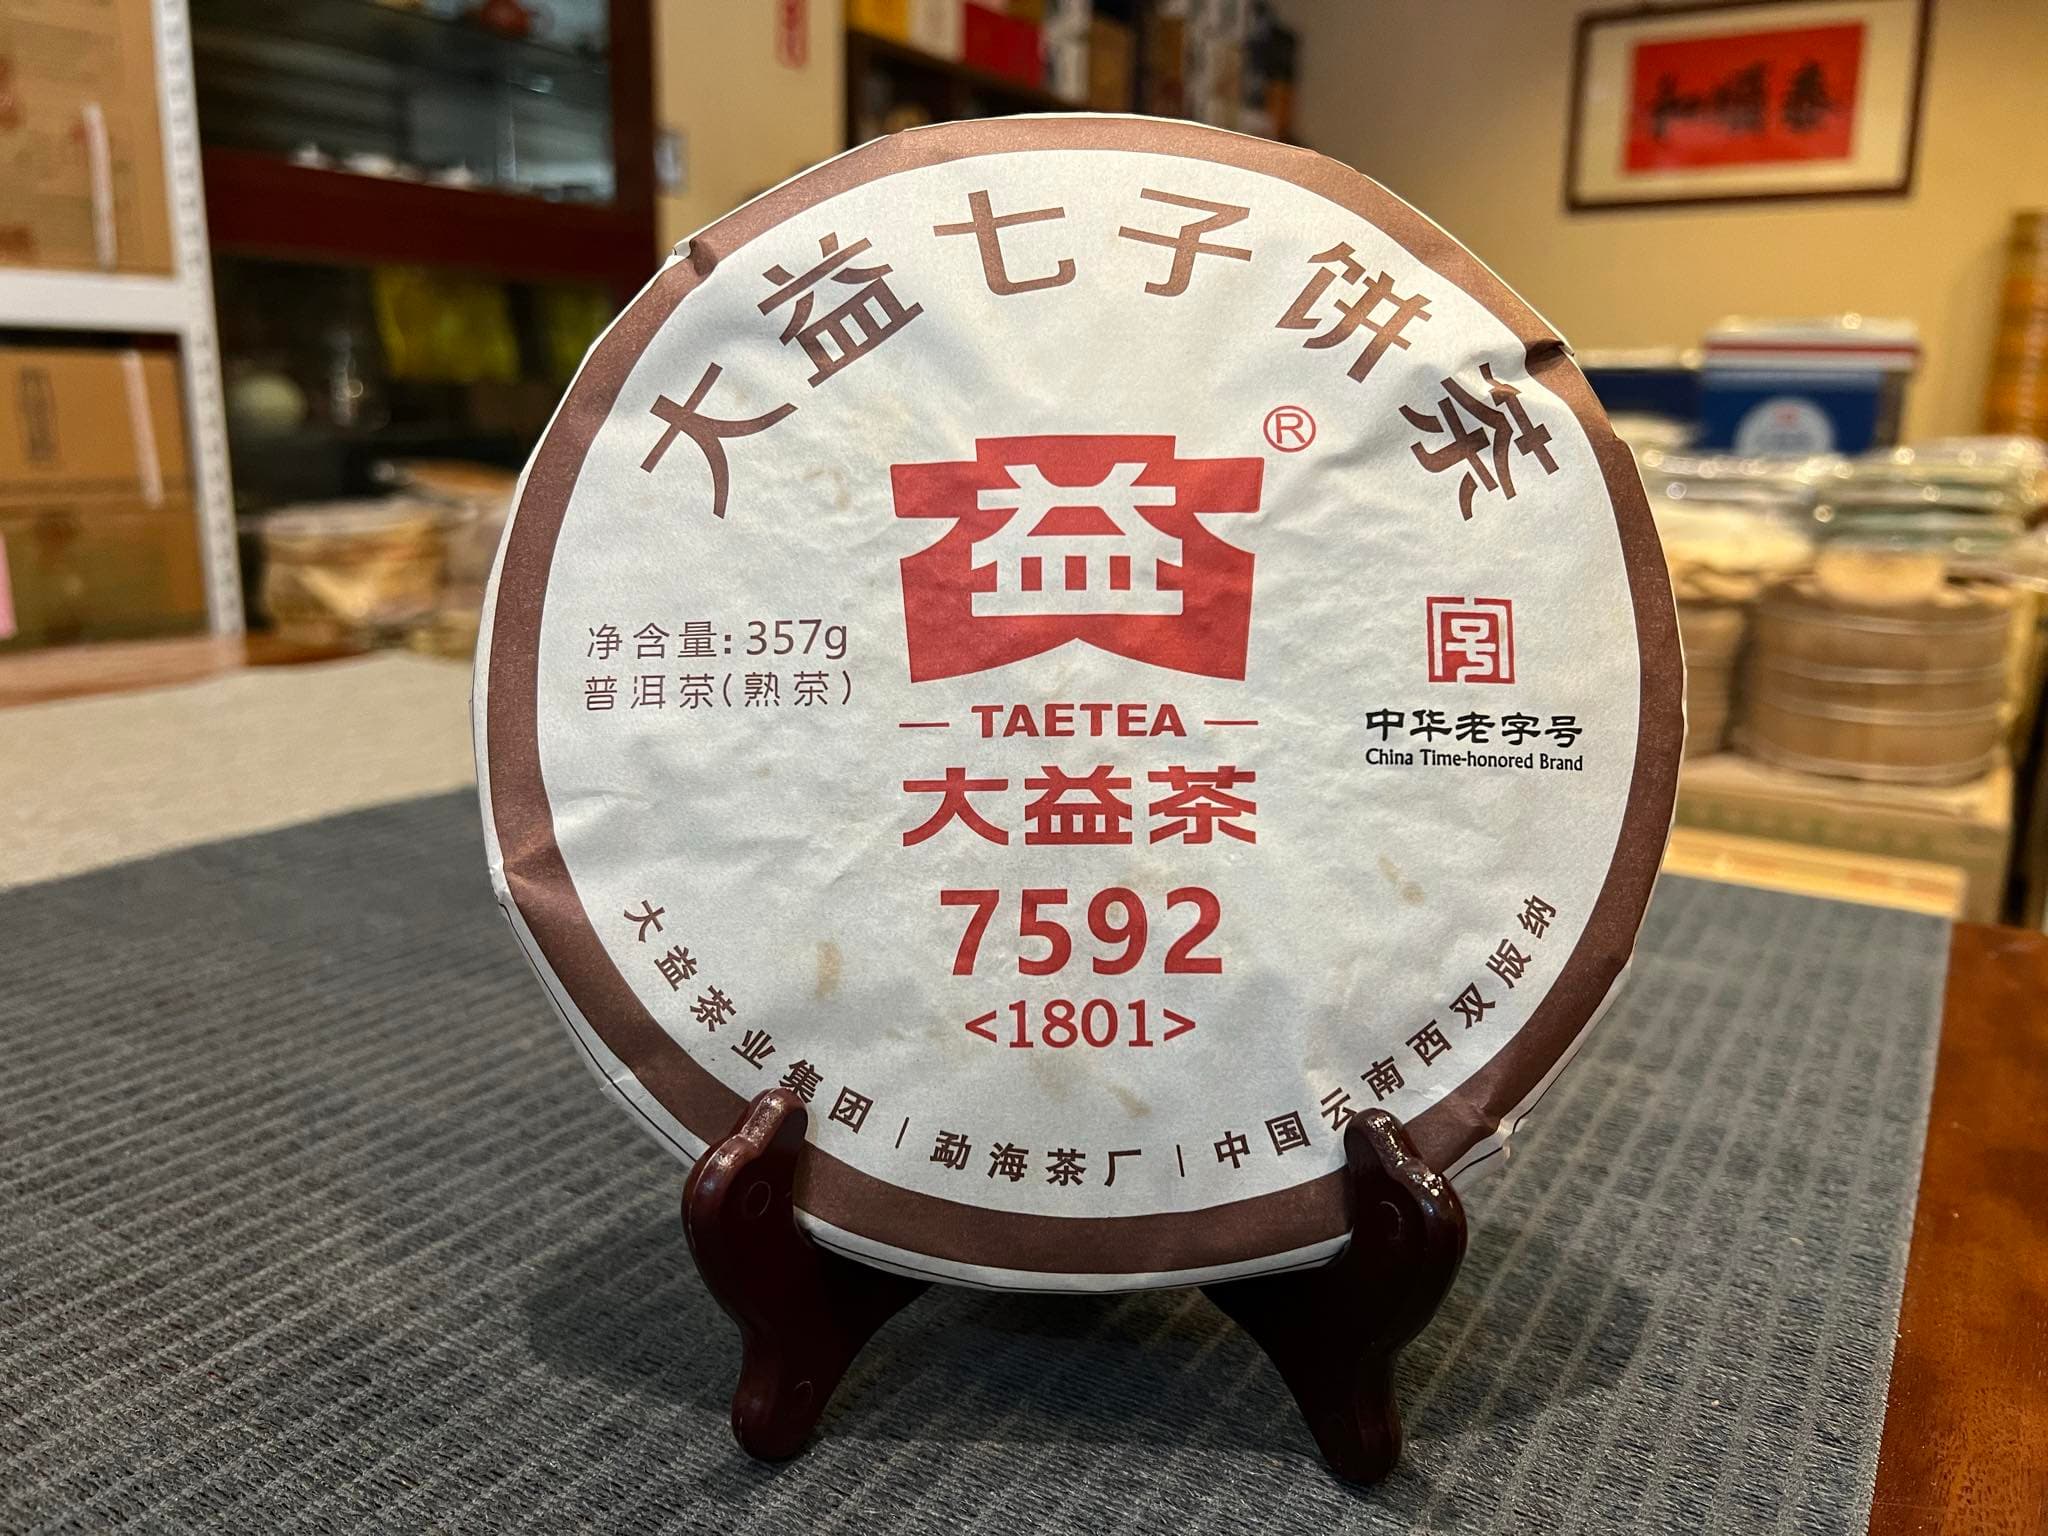 大益七子饼茶
益
®
TAETEA
大益茶
7592
<1801>
净含量:357g
普洱茶(熟茶)
中华老字号
China Time-honored Brand
大益茶业集团|勐海茶厂|中国云南西双版纳